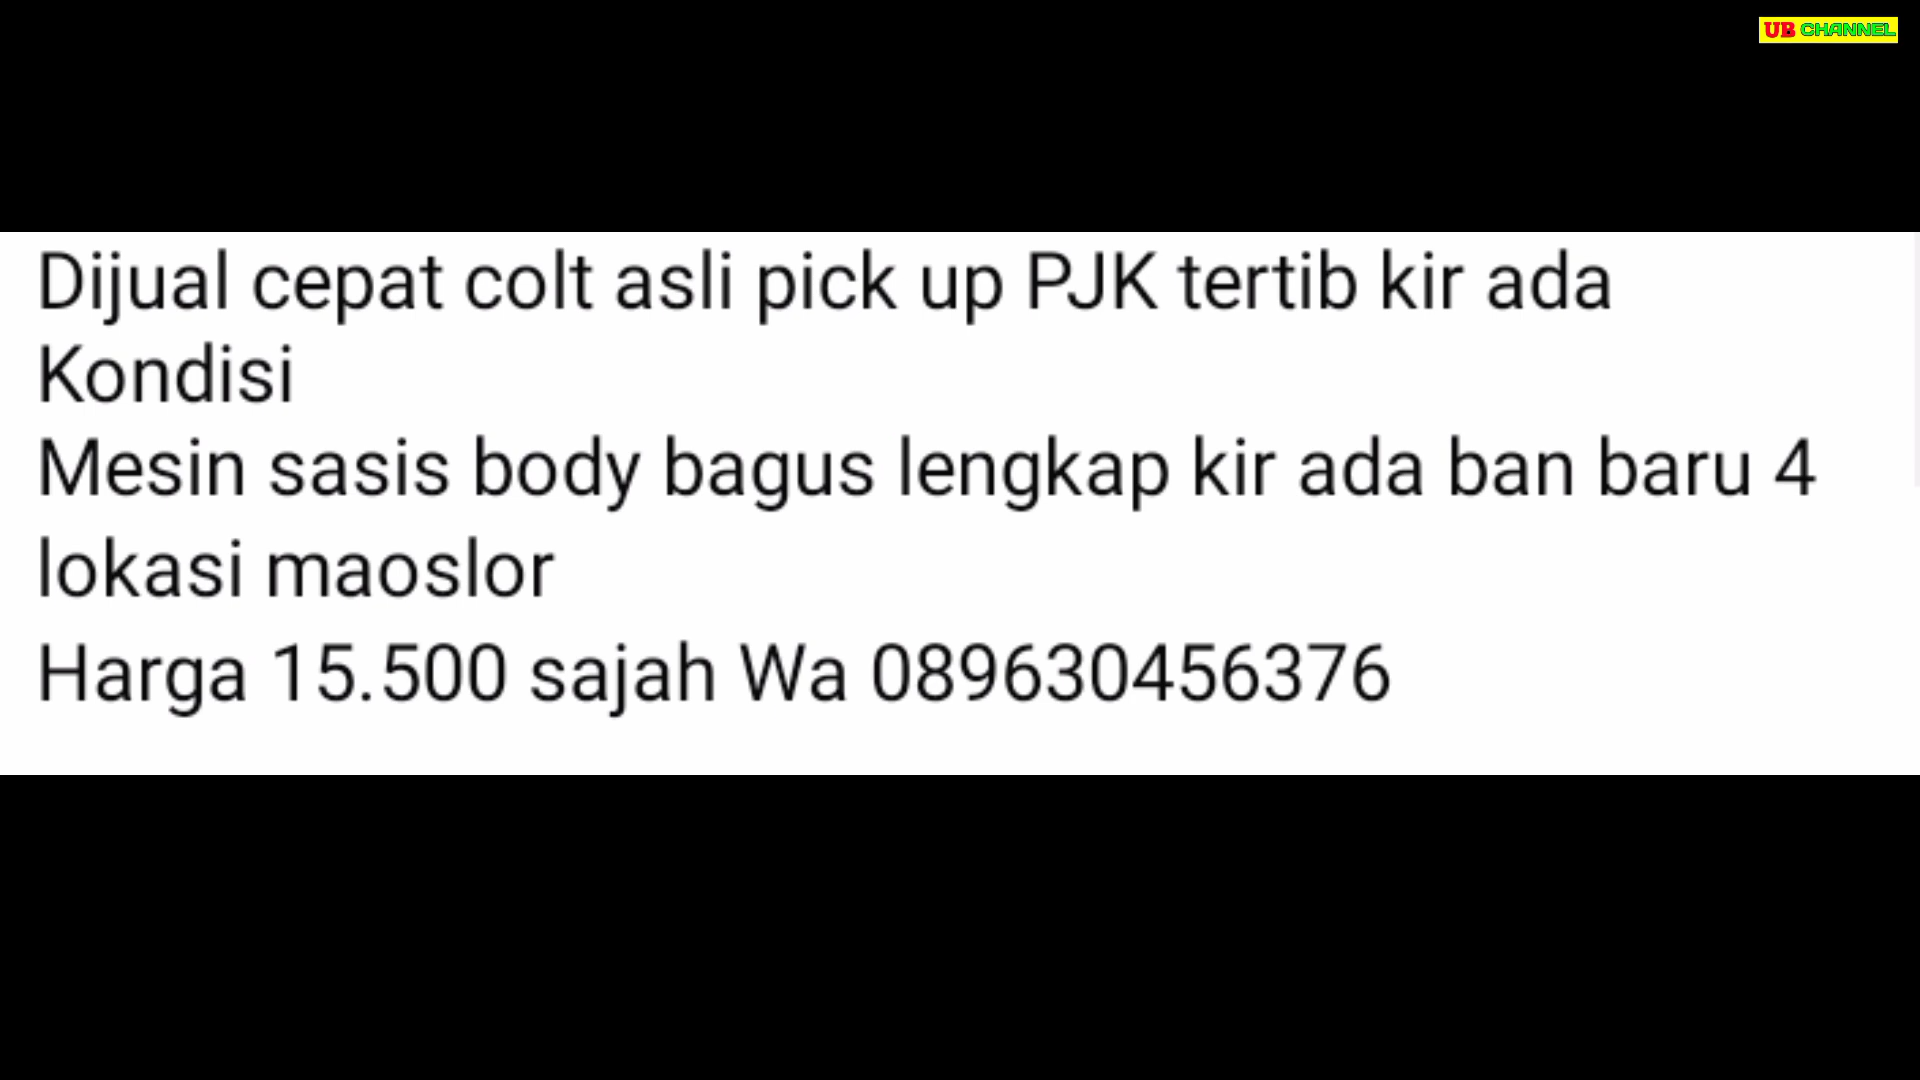 UB CHANNEL
Dijual cepat colt asli pick up PJK tertib kir ada
Kondisi
Mesin sasis body bagus lengkap kir ada ban baru 4
lokasi maoslor
Harga 15.500 sajah Wa 089630456376